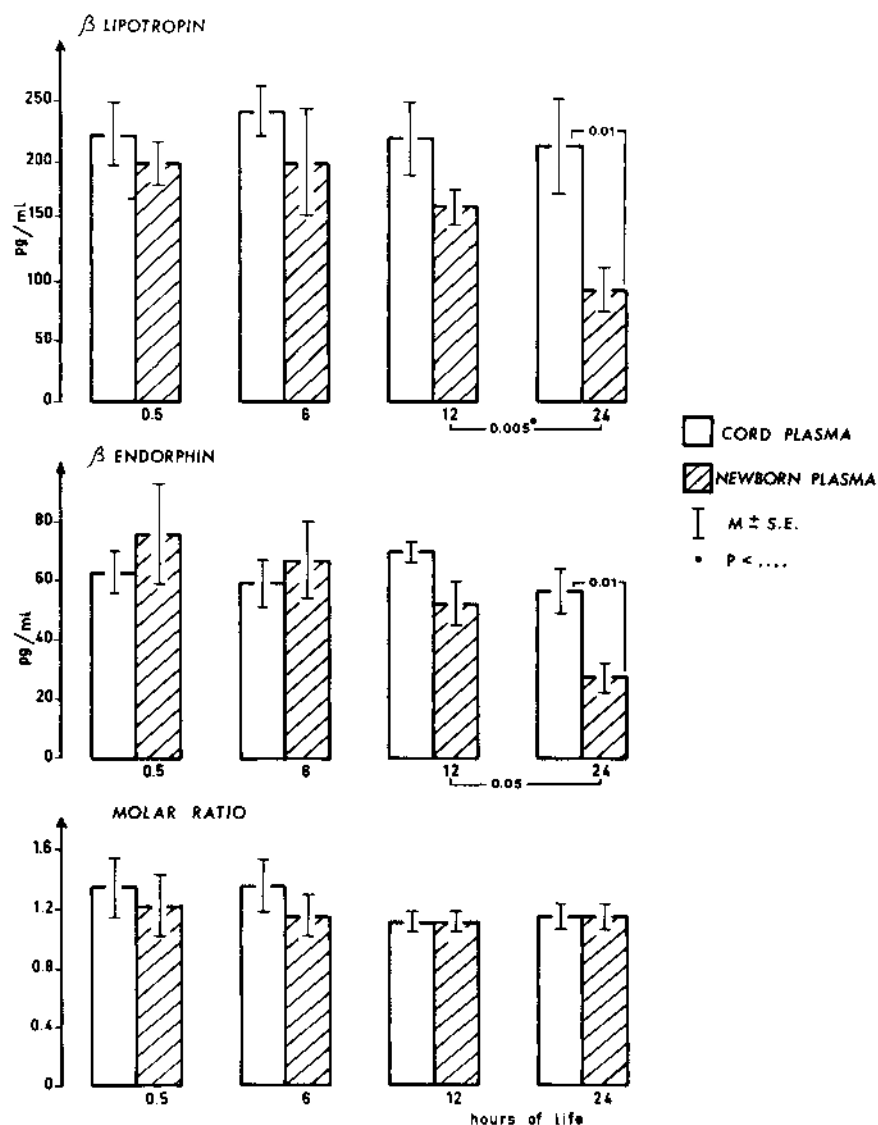 β LIPOTROPIN
250
200
150
100
50
0
pg/ml
0.01
0.5 6 12 24
0.005•
β ENDORPHIN
80
60
40
20
0
pg/ml
0.01
0.5 6 12 24
0.05
CORD PLASMA
NEWBORN PLASMA
M ± S.E.
• P < ....
MOLAR RATIO
1.6
1.2
0.8
0.4
0
0.5 6 12 24
hours of life